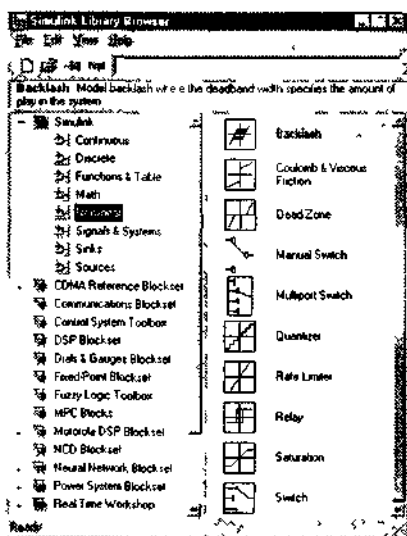 Simulink Library Browser
File Edit View Help
Backlash Model backlash where the deadband width specifies the amount of
play in the system
Simulink
Continuous
Discrete
Functions & Table
Math
Signals & Systems
Sinks
Sources
CDMA Reference Blockset
Communications Blockset
Control System Toolbox
DSP Blockset
Dials & Gauges Blockset
Fixed-Point Blockset
Fuzzy Logic Toolbox
MPC Blocks
Motorola DSP Blockset
NCD Blockset
Neural Network Blockset
Power System Blockset
Real Time Workshop
Backlash
Coulomb & Viscous
Friction
Dead Zone
Manual Switch
Multiport Switch
Quantizer
Rate Limiter
Relay
Saturation
Switch
Ready